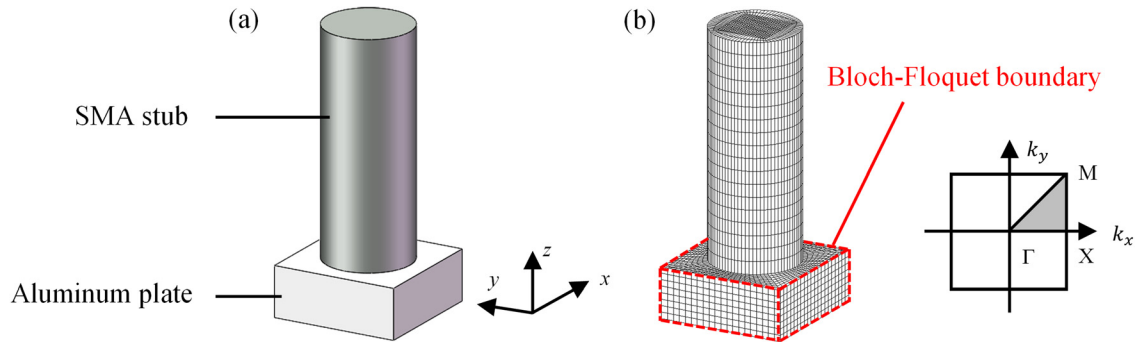 (a)
SMA stub
Aluminum plate
z
y
x
(b)
Bloch-Floquet boundary
k_y
M
k_x
Γ
X